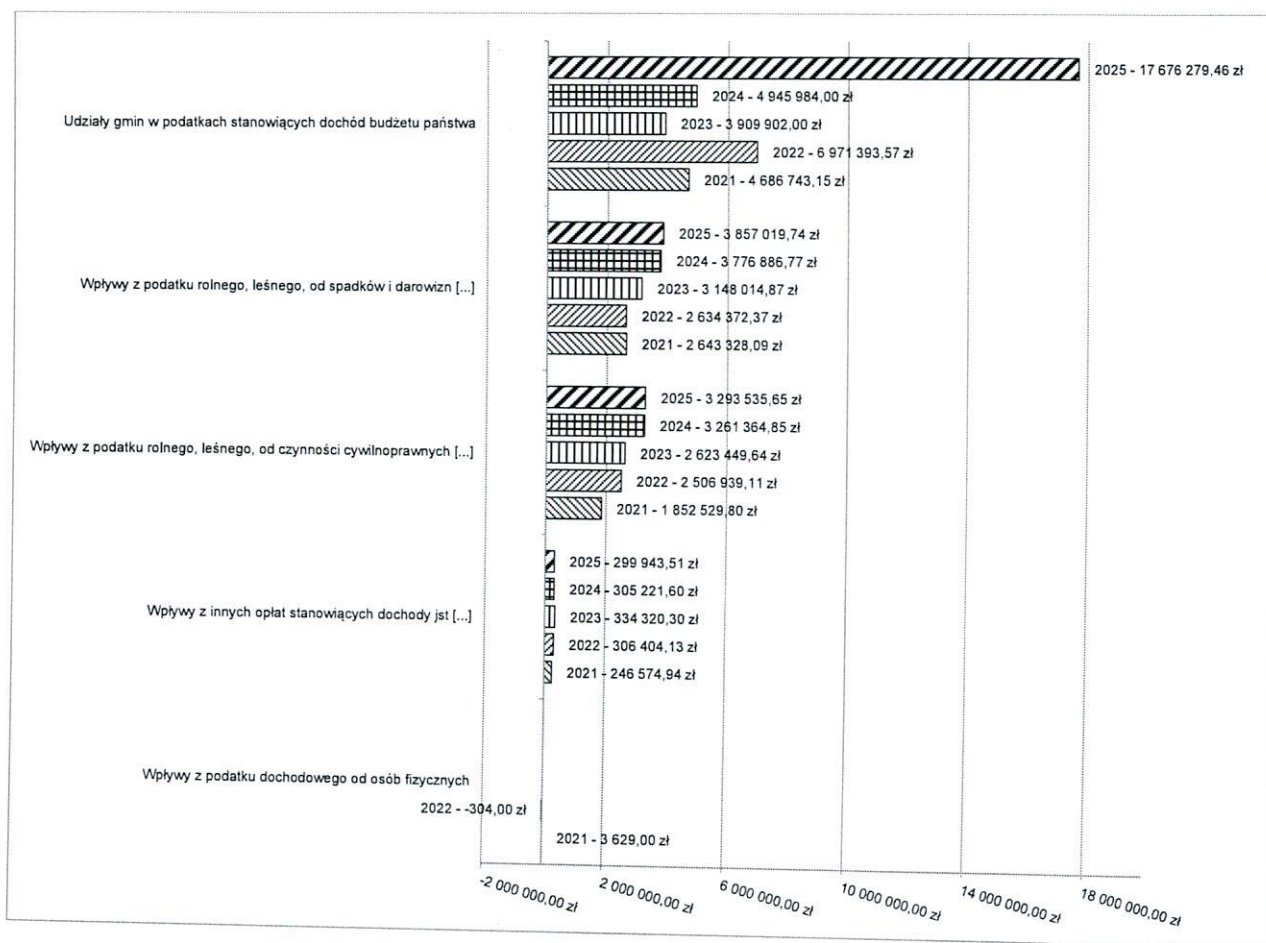 2025 - 17 676 279,46 zł
2024 - 4 945 984,00 zł
Udziały gmin w podatkach stanowiących dochód budżetu państwa
2023 - 3 909 902,00 zł
2022 - 6 971 393,57 zł
2021 - 4 686 743,15 zł
2025 - 3 857 019,74 zł
2024 - 3 776 886,77 zł
Wpływy z podatku rolnego, leśnego, od spadków i darowizn [...]
2023 - 3 148 014,87 zł
2022 - 2 634 372,37 zł
2021 - 2 643 328,09 zł
2025 - 3 293 535,65 zł
2024 - 3 261 364,85 zł
Wpływy z podatku rolnego, leśnego, od czynności cywilnoprawnych [...]
2023 - 2 623 449,64 zł
2022 - 2 506 939,11 zł
2021 - 1 852 529,80 zł
2025 - 299 943,51 zł
2024 - 305 221,60 zł
Wpływy z innych opłat stanowiących dochody jst [...]
2023 - 334 320,30 zł
2022 - 306 404,13 zł
2021 - 246 574,94 zł
Wpływy z podatku dochodowego od osób fizycznych
2022 - -304,00 zł
2021 - 3 629,00 zł
-2 000 000,00 zł
2 000 000,00 zł
6 000 000,00 zł
10 000 000,00 zł
14 000 000,00 zł
18 000 000,00 zł